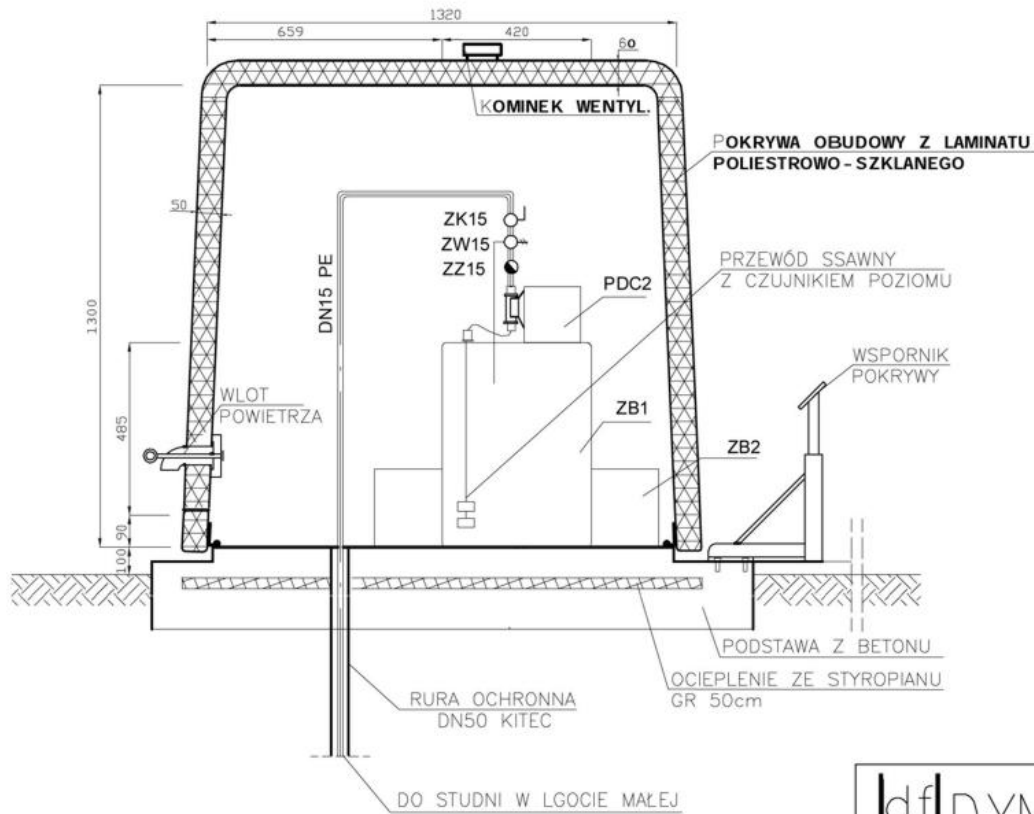 1320
659
420
60
KOMINEK WENTYL.
POKRYWA OBUDOWY Z LAMINATU
POLIESTROWO-SZKLANEGO
50
ZK15
ZW15
ZZ15
PRZEWÓD SSAWNY
Z CZUJNIKIEM POZIOMU
PDC2
DN15 PE
1300
WSPORNIK
POKRYWY
WLOT
POWIETRZA
485
ZB1
ZB2
90
100
PODSTAWA Z BETONU
OCIEPLENIE ZE STYROPIANU
GR 50cm
RURA OCHRONNA
DN50 KITEC
DO STUDNI W LGOCIE MAŁEJ